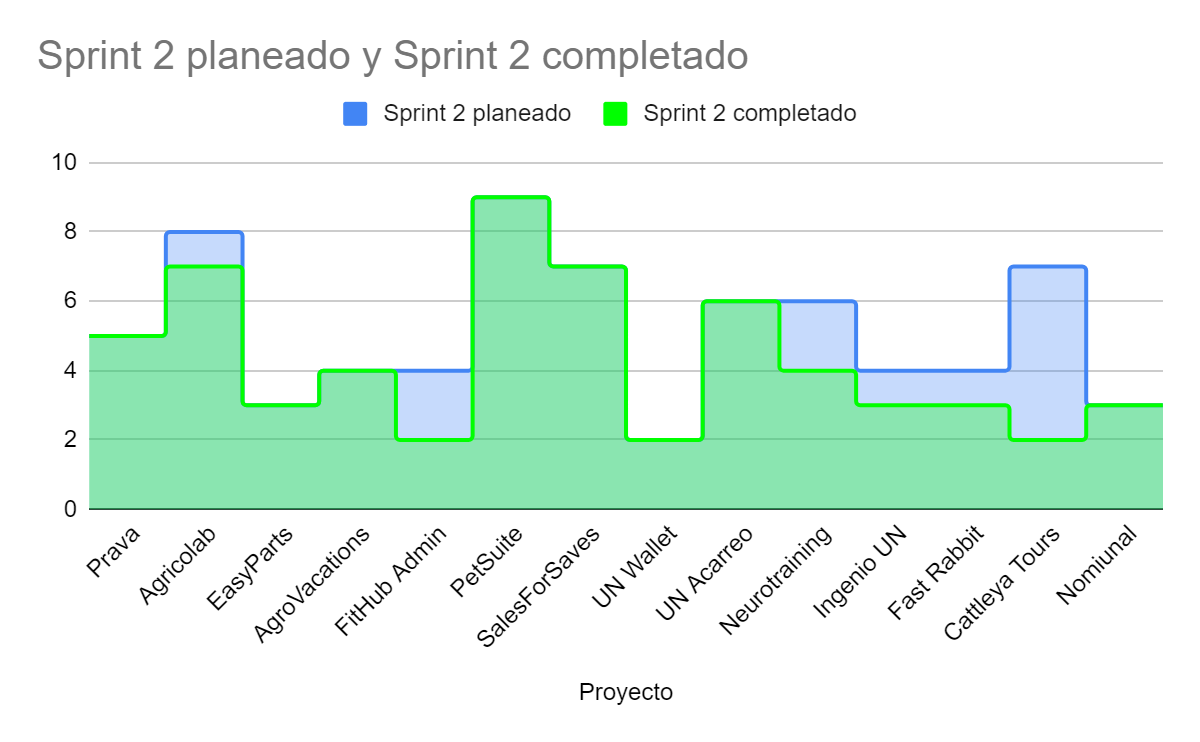 Sprint 2 planeado y Sprint 2 completado
Sprint 2 planeado
Sprint 2 completado
10
8
6
4
2
0
Prava
Agricolab
EasyParts
AgroVacations
FitHub Admin
PetSuite
SalesForSaves
UN Wallet
UN Acarreo
Neurotraining
Ingenio UN
Fast Rabbit
Cattleya Tours
Nomiunal
Proyecto